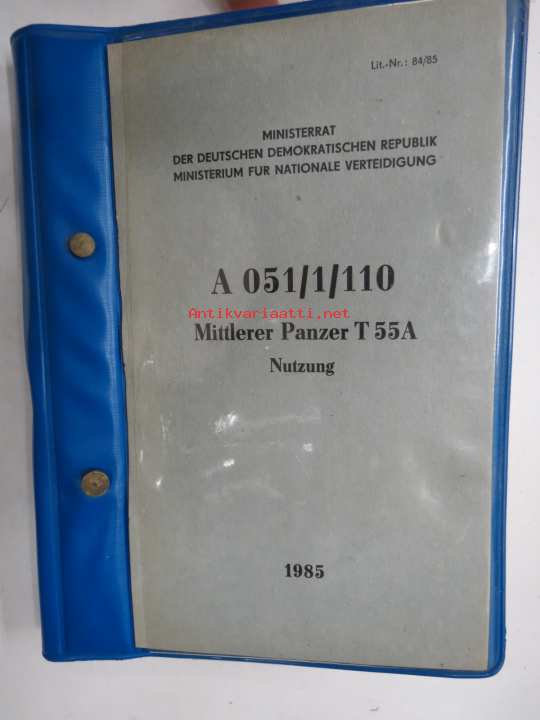 Lit.-Nr.: 84/85
MINISTERRAT
DER DEUTSCHEN DEMOKRATISCHEN REPUBLIK
MINISTERIUM FUR NATIONALE VERTEIDIGUNG
A 051/1/110
Antikvariaatti.net
Mittlerer Panzer T 55A
Nutzung
1985